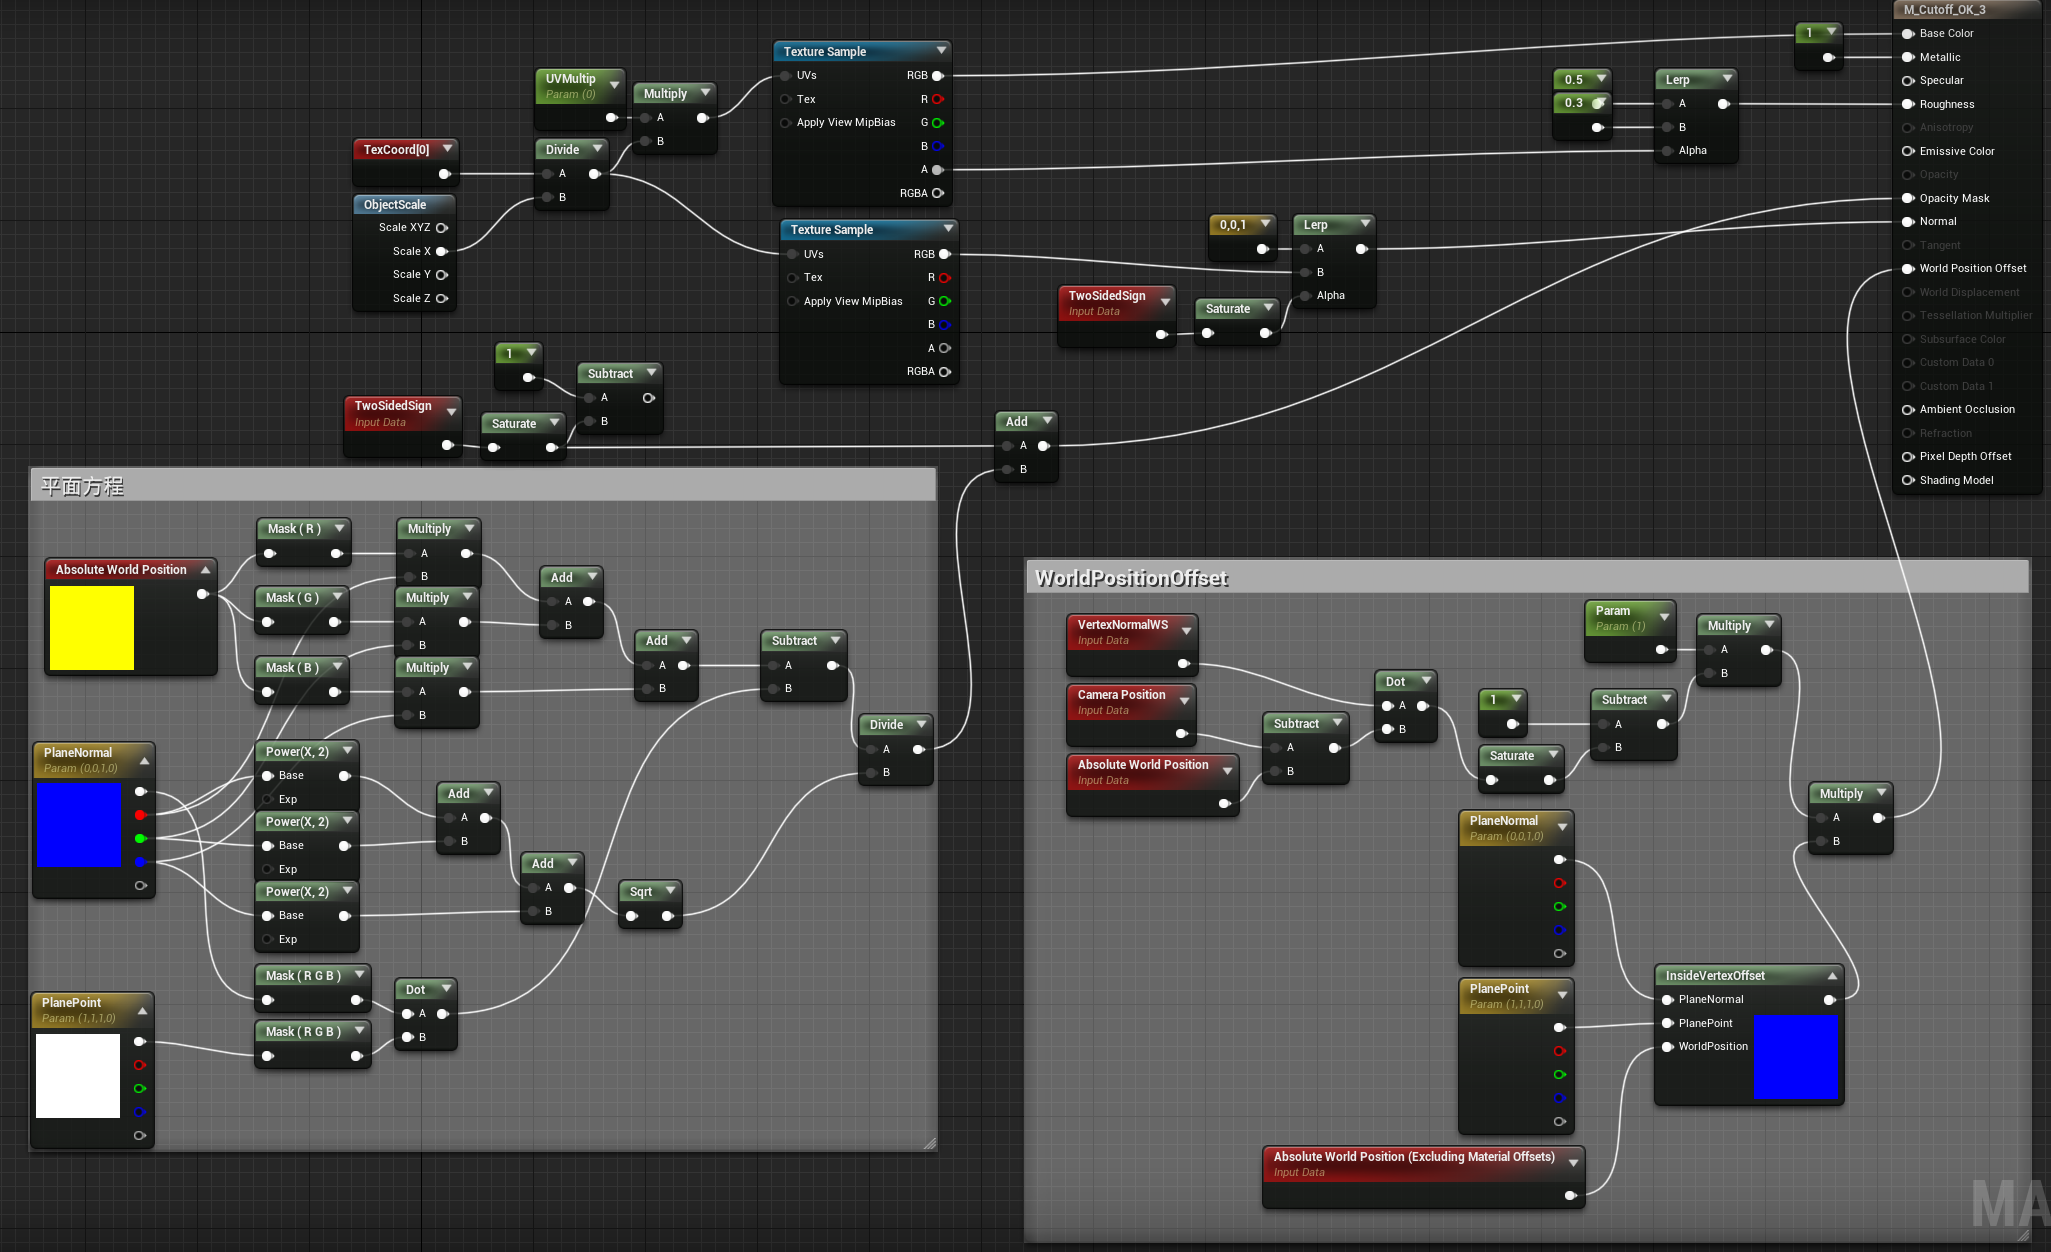 M_Cutoff_OK_3
Base Color
Metallic
Specular
Roughness
Anisotropy
Emissive Color
Opacity
Opacity Mask
Normal
Tangent
World Position Offset
World Displacement
Tessellation Multiplier
Subsurface Color
Custom Data 0
Custom Data 1
Ambient Occlusion
Refraction
Pixel Depth Offset
Shading Model
1
0.5
0.3
Lerp
A
B
Alpha
Texture Sample
UVs
RGB
Tex
R
Apply View MipBias
G
B
A
RGBA
UVMultip
Param (0)
Multiply
A
B
TexCoord[0]
Divide
A
B
ObjectScale
Scale XYZ
Scale X
Scale Y
Scale Z
Texture Sample
UVs
RGB
Tex
R
Apply View MipBias
G
B
A
RGBA
0,0,1
Lerp
A
B
Alpha
TwoSidedSign
Input Data
Saturate
1
Subtract
A
B
TwoSidedSign
Input Data
Saturate
Add
A
B
平面方程
Absolute World Position
Mask ( R )
Mask ( G )
Mask ( B )
Multiply
A
B
Multiply
A
B
Multiply
A
B
Add
A
B
Add
A
B
Subtract
A
B
Divide
A
B
PlaneNormal
Param (0,0,1,0)
Power(X, 2)
Base
Exp
Power(X, 2)
Base
Exp
Power(X, 2)
Base
Exp
Add
A
B
Add
A
B
Sqrt
PlanePoint
Param (1,1,1,0)
Mask ( R G B )
Mask ( R G B )
Dot
A
B
WorldPositionOffset
VertexNormalWS
Input Data
Camera Position
Input Data
Absolute World Position
Input Data
Subtract
A
B
Dot
A
B
1
Saturate
Subtract
A
B
Param
Param (1)
Multiply
A
B
Multiply
A
B
PlaneNormal
Param (0,0,1,0)
PlanePoint
Param (1,1,1,0)
InsideVertexOffset
PlaneNormal
PlanePoint
WorldPosition
Absolute World Position (Excluding Material Offsets)
Input Data
MA